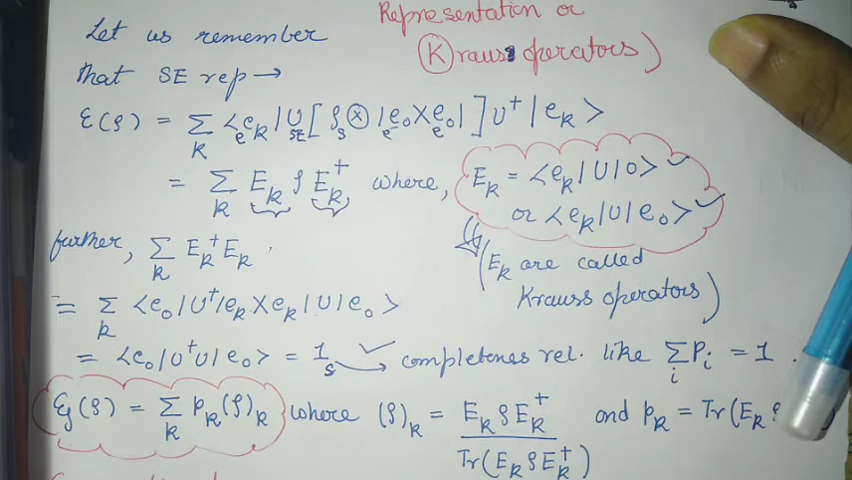 Representation or
(Krauss operators)
Let us remember
that SE rep →
ε(ρ) = Σ_k <e_k|U_SE [ρ_s ⊗ |e_0><e_0|] U† |e_k>
= Σ_k E_k ρ E_k† where, E_k = <e_k|U|0> ✓
or <e_k|U|e_0> ✓
further, Σ_k E_k† E_k
(E_k are called
Krauss operators)
= Σ_k <e_0|U†|e_k><e_k|U|e_0>
= <e_0|U†U|e_0> = 1_s ✓ → completenes rel. like Σ_i P_i = 1.
ε(ρ) = Σ_k p_k (ρ)_k where (ρ)_k = E_k ρ E_k† / Tr(E_k ρ E_k†) and p_k = Tr(E_k ρ